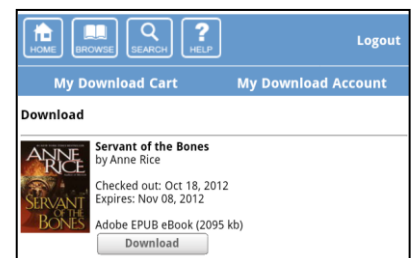 HOME BROWSE SEARCH ? HELP Logout
My Download Cart My Download Account
Download
ANNE
RICE
SERVANT
OF THE
BONES
Servant of the Bones
by Anne Rice
Checked out: Oct 18, 2012
Expires: Nov 08, 2012
Adobe EPUB eBook (2095 kb)
Download